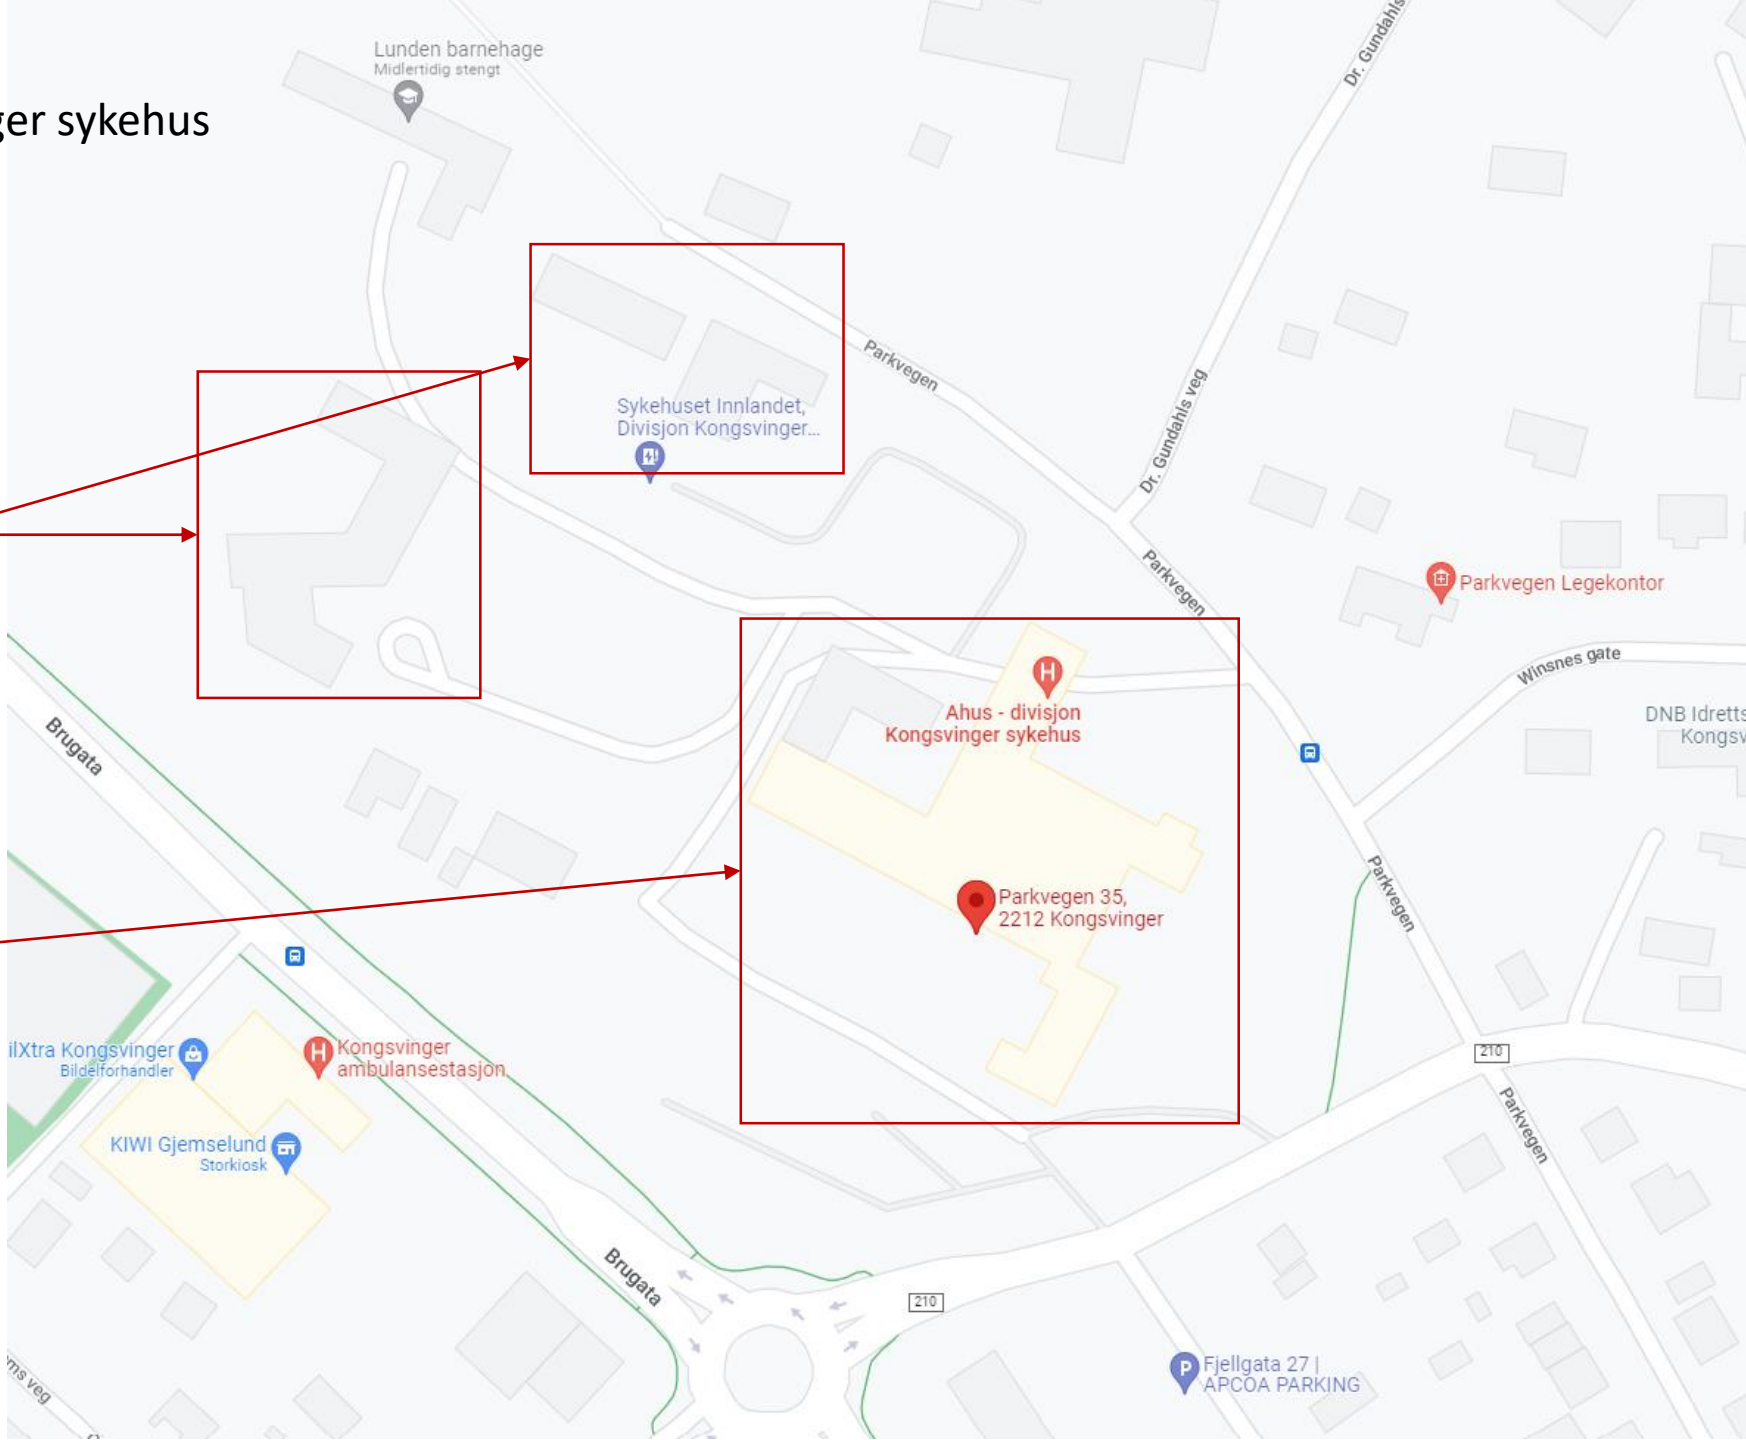 Lunden barnehage
Midlertidig stengt
Dr. Gundahls
ger sykehus
Parkvegen
Dr. Gundahls veg
Sykehuset Innlandet,
Divisjon Kongsvinger...
Parkvegen
Parkvegen Legekontor
Winsnes gate
H
Ahus - divisjon
Kongsvinger sykehus
DNB Idretts
Kongsv
Brugata
Parkvegen 35,
2212 Kongsvinger
Parkvegen
ilXtra Kongsvinger
Bildelforhandler
H
Kongsvinger
ambulansestasjon
210
KIWI Gjemselund
Storkiosk
Parkvegen
Brugata
210
P
Fjellgata 27 |
APCOA PARKING
ms veg